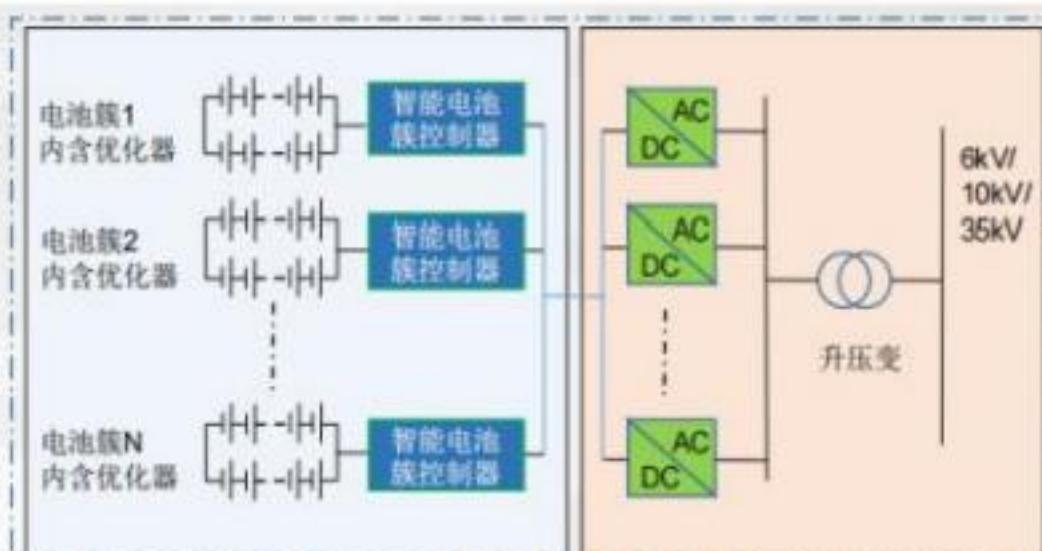 电池簇1
内含优化器
智能电池
簇控制器
AC
DC
6kV/
10kV/
35kV
电池簇2
内含优化器
智能电池
簇控制器
AC
DC
升压变
电池簇N
内含优化器
智能电池
簇控制器
AC
DC